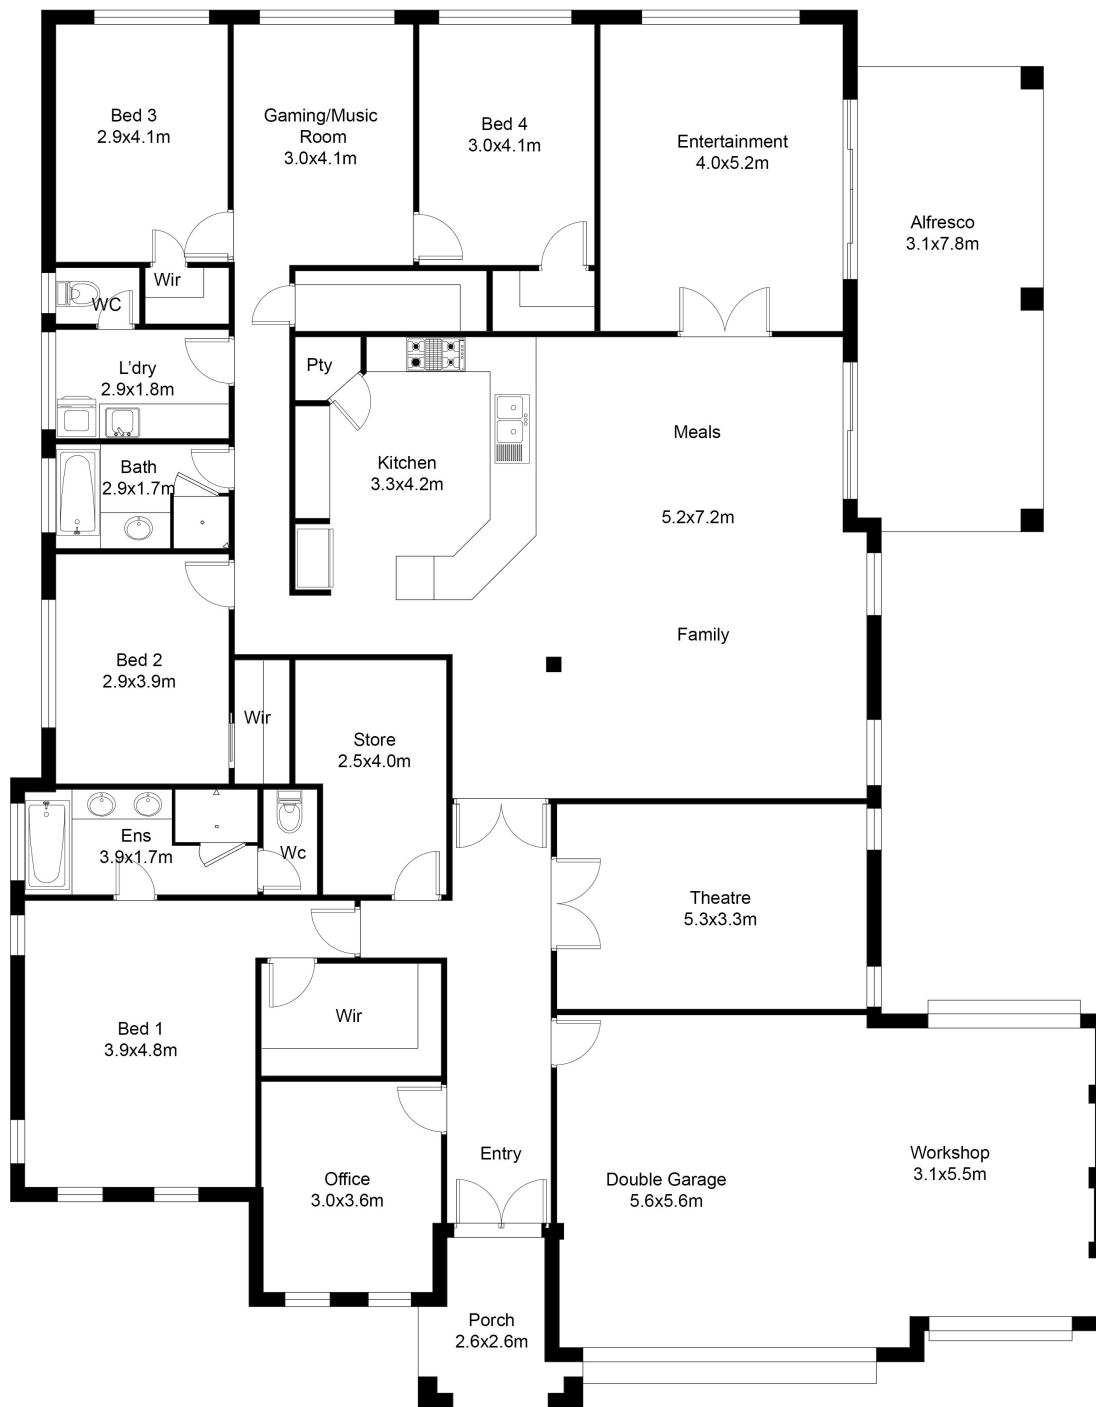 Bed 3
2.9x4.1m
Gaming/Music
Room
3.0x4.1m
Bed 4
3.0x4.1m
Entertainment
4.0x5.2m
Alfresco
3.1x7.8m
Wir
WC
L'dry
2.9x1.8m
Pty
Meals
Kitchen
3.3x4.2m
Bath
2.9x1.7m
5.2x7.2m
Family
Bed 2
2.9x3.9m
Wir
Store
2.5x4.0m
Ens
3.9x1.7m
Wc
Theatre
5.3x3.3m
Bed 1
3.9x4.8m
Wir
Entry
Office
3.0x3.6m
Double Garage
5.6x5.6m
Workshop
3.1x5.5m
Porch
2.6x2.6m